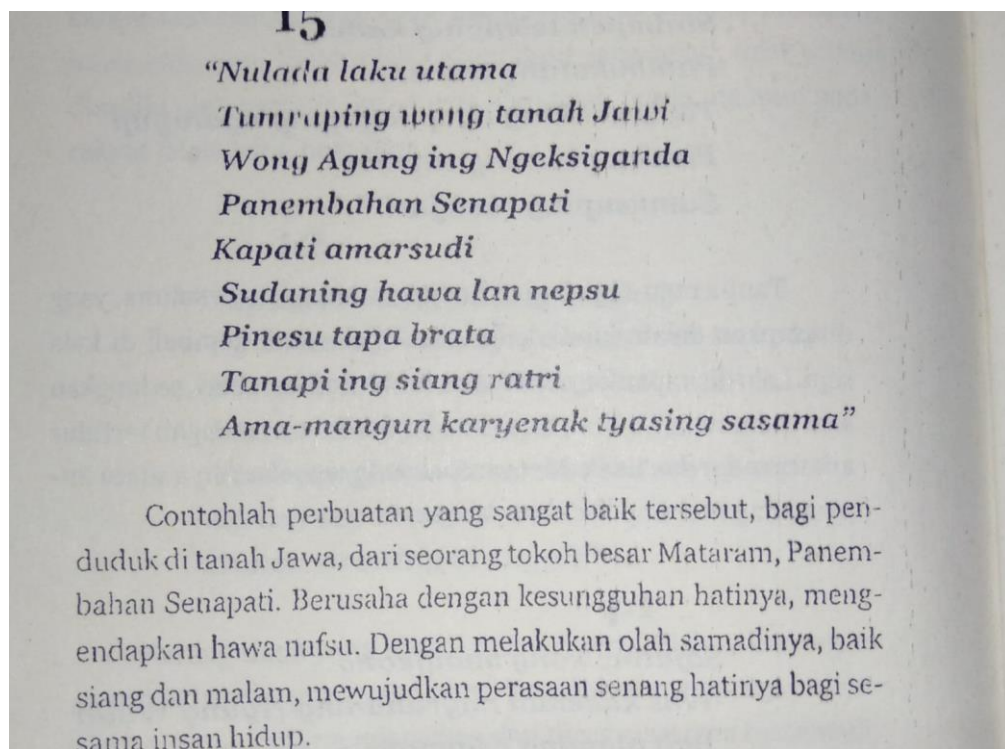 15
“Nulada laku utama
Tumraping wong tanah Jawi
Wong Agung ing Ngeksiganda
Panembahan Senapati
Kapati amarsudi
Sudaning hawa lan nepsu
Pinesu tapa brata
Tanapi ing siang ratri
Ama-mangun karyenak tyasing sasama”
Contohlah perbuatan yang sangat baik tersebut, bagi pen-
duduk di tanah Jawa, dari seorang tokoh besar Mataram, Panem-
bahan Senapati. Berusaha dengan kesungguhan hatinya, meng-
endapkan hawa nafsu. Dengan melakukan olah samadinya, baik
siang dan malam, mewujudkan perasaan senang hatinya bagi se-
sama insan hidup.